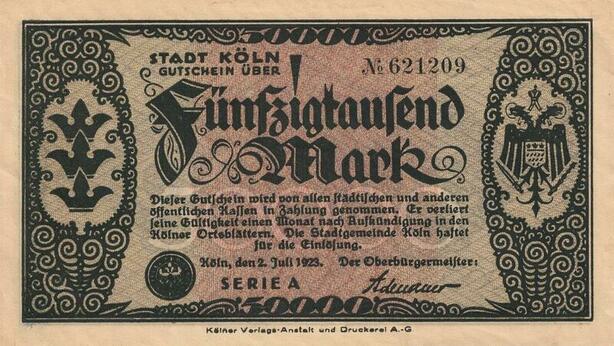 50000
STADT KÖLN
GUTSCHEIN ÜBER
№ 621209
Fünfzigtausend
Mark
Dieser Gutschein wird von allen städtischen und anderen
öffentlichen Kassen in Zahlung genommen. Er verliert
seine Gültigkeit einen Monat nach Aufkündigung in den
Kölner Ortsblättern. Die Stadtgemeinde Köln haftet
für die Einlösung.
Köln, den 2. Juli 1923. Der Oberbürgermeister:
SERIE A
Adenauer
50000
Kölner Verlags-Anstalt und Druckerei A.-G